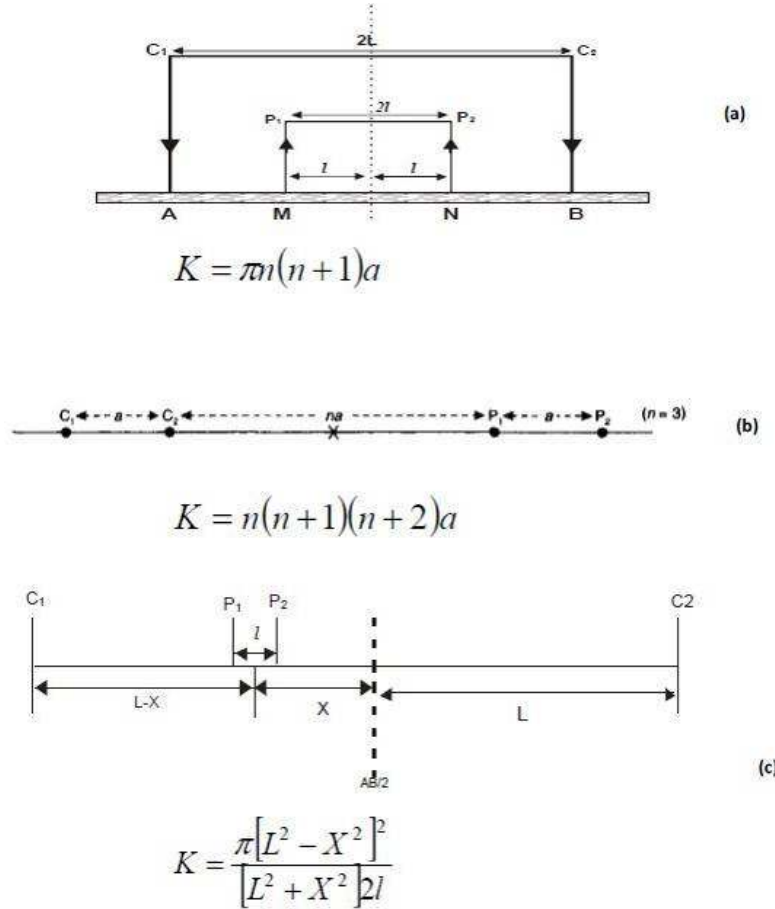 2L
C₁ C₂
2l
P₁ P₂
(a)
l l
A M N B
K = πn(n+1)a
C₁ a C₂ na P₁ a P₂ (n = 3)
X
(b)
K = n(n+1)(n+2)a
C₁ P₁ P₂ C2
l
L-X X L
AB/2
(c)
K = π[L² − X²]² / [L² + X²]2l